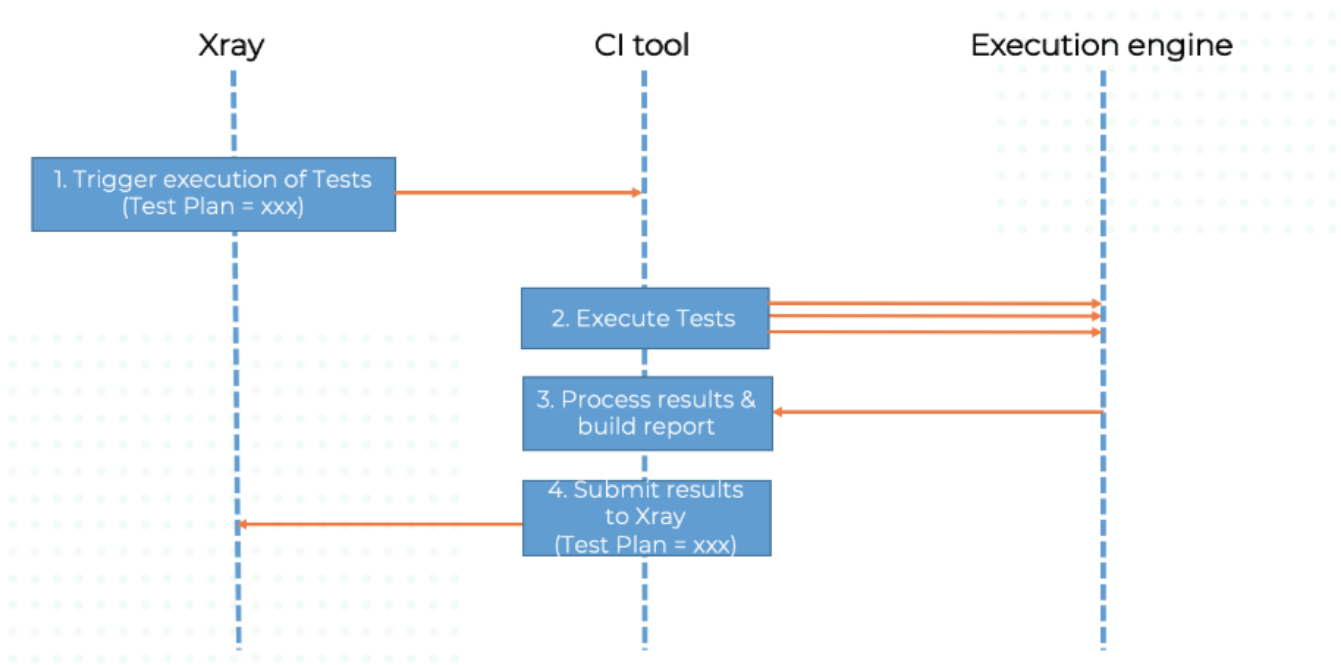 Xray
CI tool
Execution engine
1. Trigger execution of Tests
(Test Plan = xxx)
2. Execute Tests
3. Process results &
build report
4. Submit results
to Xray
(Test Plan = xxx)